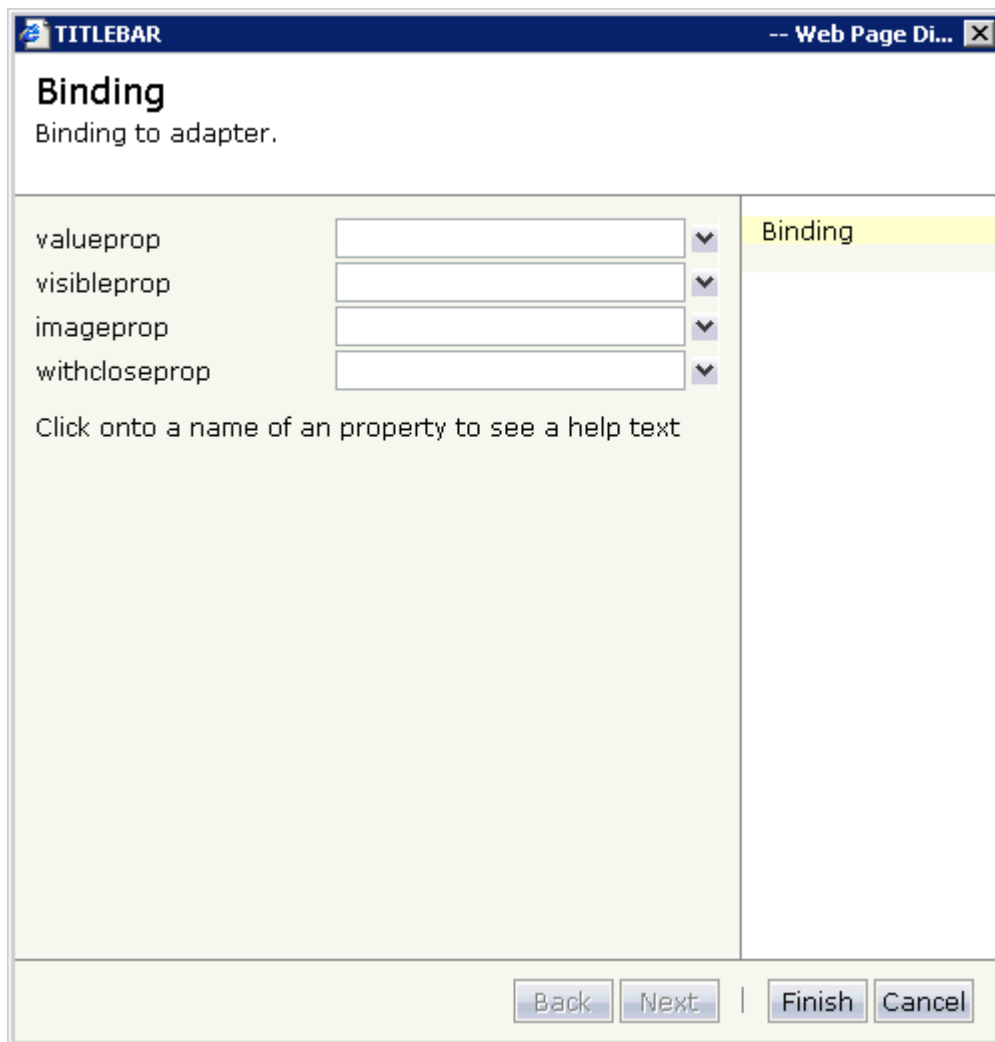 TITLEBAR -- Web Page Di...
Binding
Binding to adapter.
valueprop
visibleprop
imageprop
withcloseprop
Click onto a name of an property to see a help text
Binding
Back Next | Finish Cancel